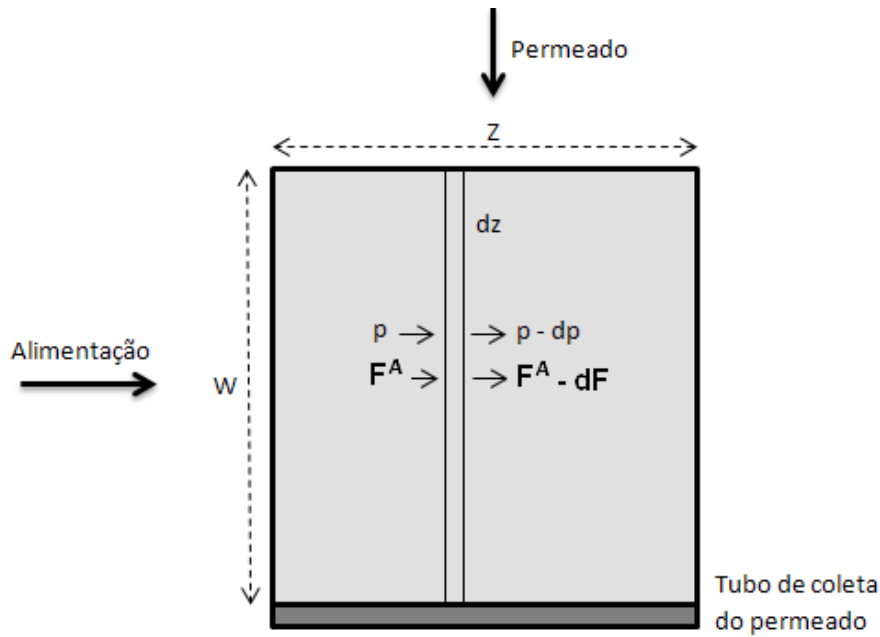 Permeado
Z
dz
p
p - dp
Alimentação
F^A
F^A - dF
W
Tubo de coleta
do permeado